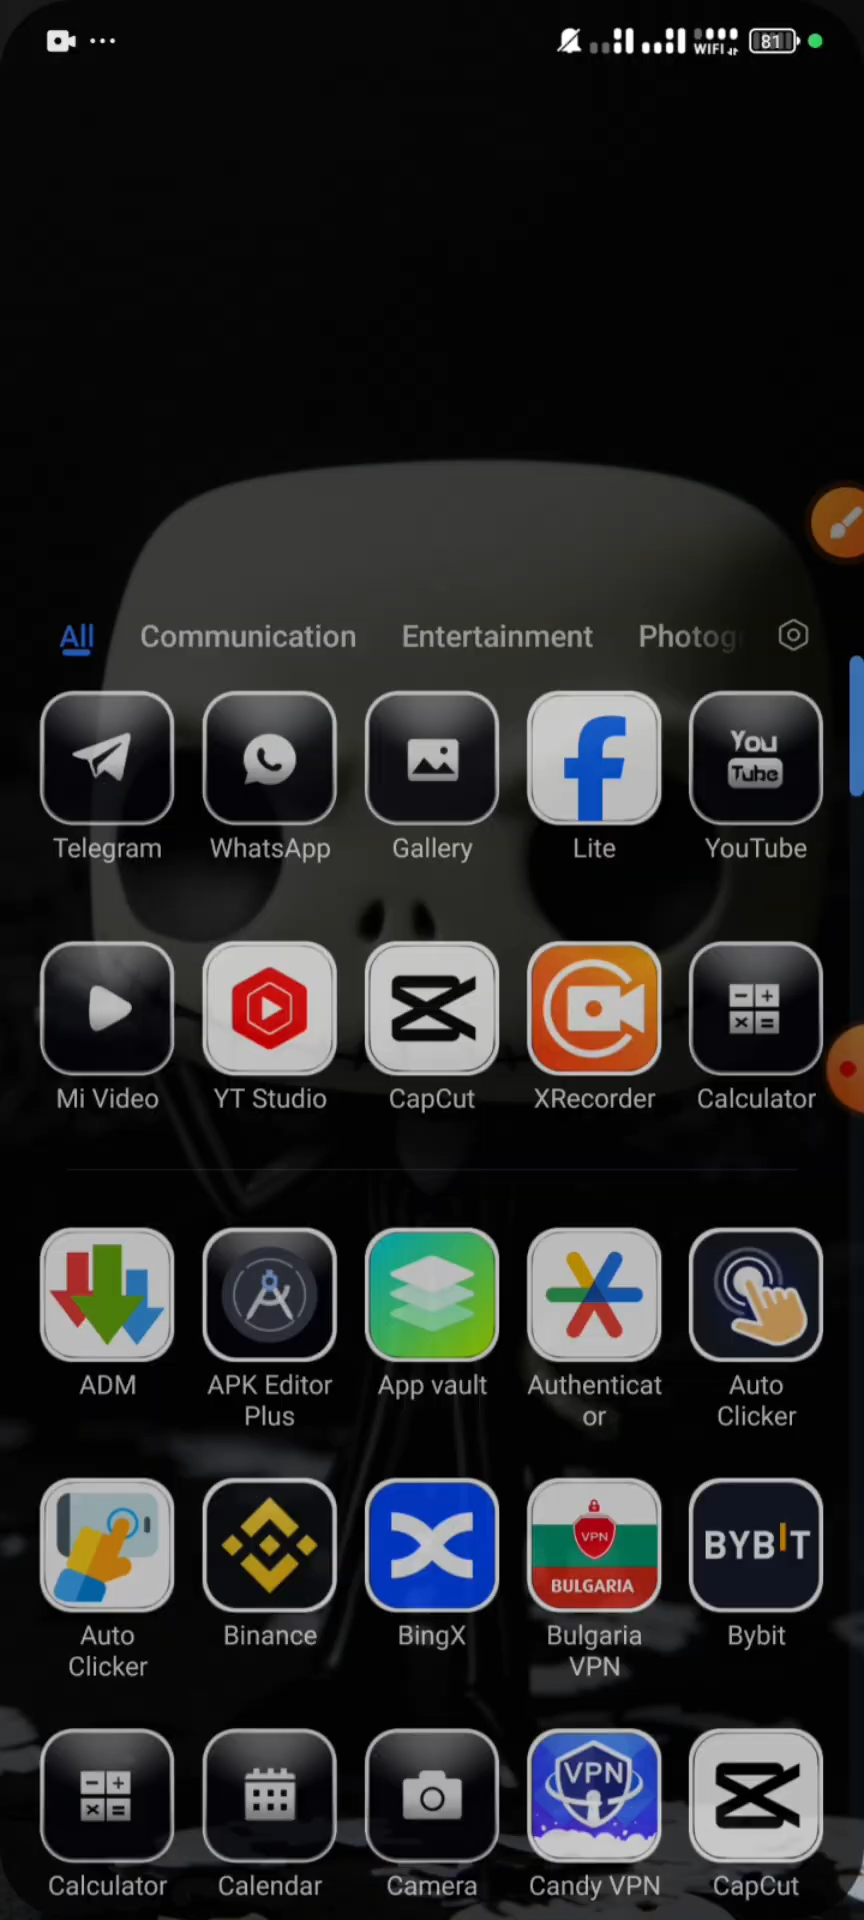 WIFI 81
All Communication Entertainment Photog
You
Tube
Telegram WhatsApp Gallery Lite YouTube
Mi Video YT Studio CapCut XRecorder Calculator
ADM APK Editor App vault Authenticat Auto
Plus or Clicker
VPN
BULGARIA
BYBIT
Auto Binance BingX Bulgaria Bybit
Clicker VPN
VPN
Calculator Calendar Camera Candy VPN CapCut